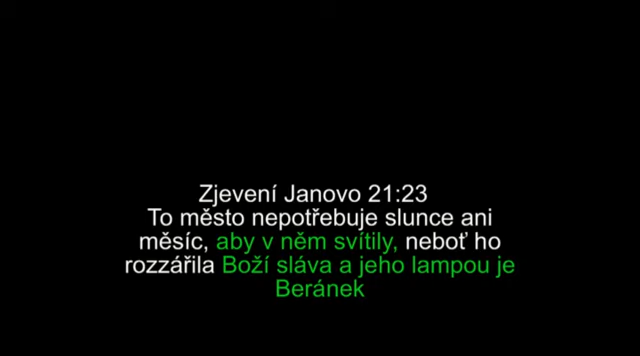 Zjevení Janovo 21:23
To město nepotřebuje slunce ani
měsíc, aby v něm svítily, neboť ho
rozzářila Boží sláva a jeho lampou je
Beránek